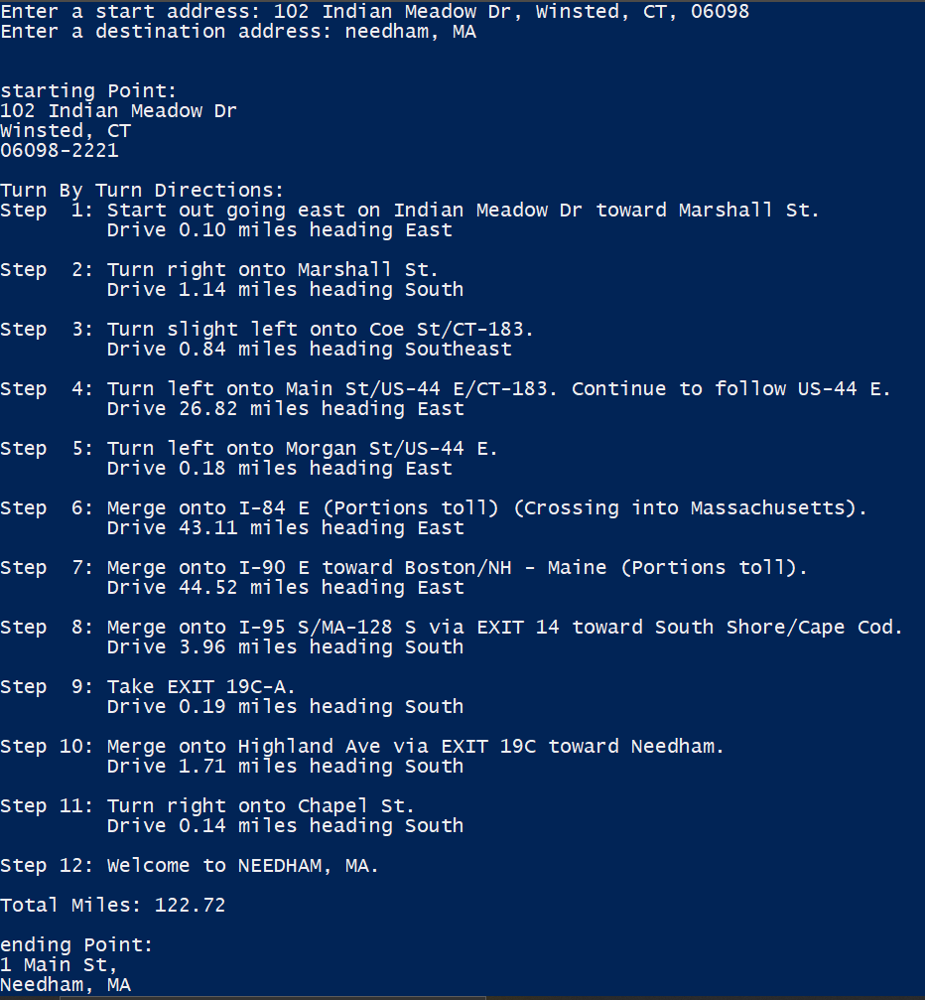 Enter a start address: 102 Indian Meadow Dr, Winsted, CT, 06098
Enter a destination address: needham, MA
starting Point:
102 Indian Meadow Dr
Winsted, CT
06098-2221
Turn By Turn Directions:
Step  1: Start out going east on Indian Meadow Dr toward Marshall St.
         Drive 0.10 miles heading East
Step  2: Turn right onto Marshall St.
         Drive 1.14 miles heading South
Step  3: Turn slight left onto Coe St/CT-183.
         Drive 0.84 miles heading Southeast
Step  4: Turn left onto Main St/US-44 E/CT-183. Continue to follow US-44 E.
         Drive 26.82 miles heading East
Step  5: Turn left onto Morgan St/US-44 E.
         Drive 0.18 miles heading East
Step  6: Merge onto I-84 E (Portions toll) (Crossing into Massachusetts).
         Drive 43.11 miles heading East
Step  7: Merge onto I-90 E toward Boston/NH - Maine (Portions toll).
         Drive 44.52 miles heading East
Step  8: Merge onto I-95 S/MA-128 S via EXIT 14 toward South Shore/Cape Cod.
         Drive 3.96 miles heading South
Step  9: Take EXIT 19C-A.
         Drive 0.19 miles heading South
Step 10: Merge onto Highland Ave via EXIT 19C toward Needham.
         Drive 1.71 miles heading South
Step 11: Turn right onto Chapel St.
         Drive 0.14 miles heading South
Step 12: Welcome to NEEDHAM, MA.
Total Miles: 122.72
ending Point:
1 Main St,
Needham, MA